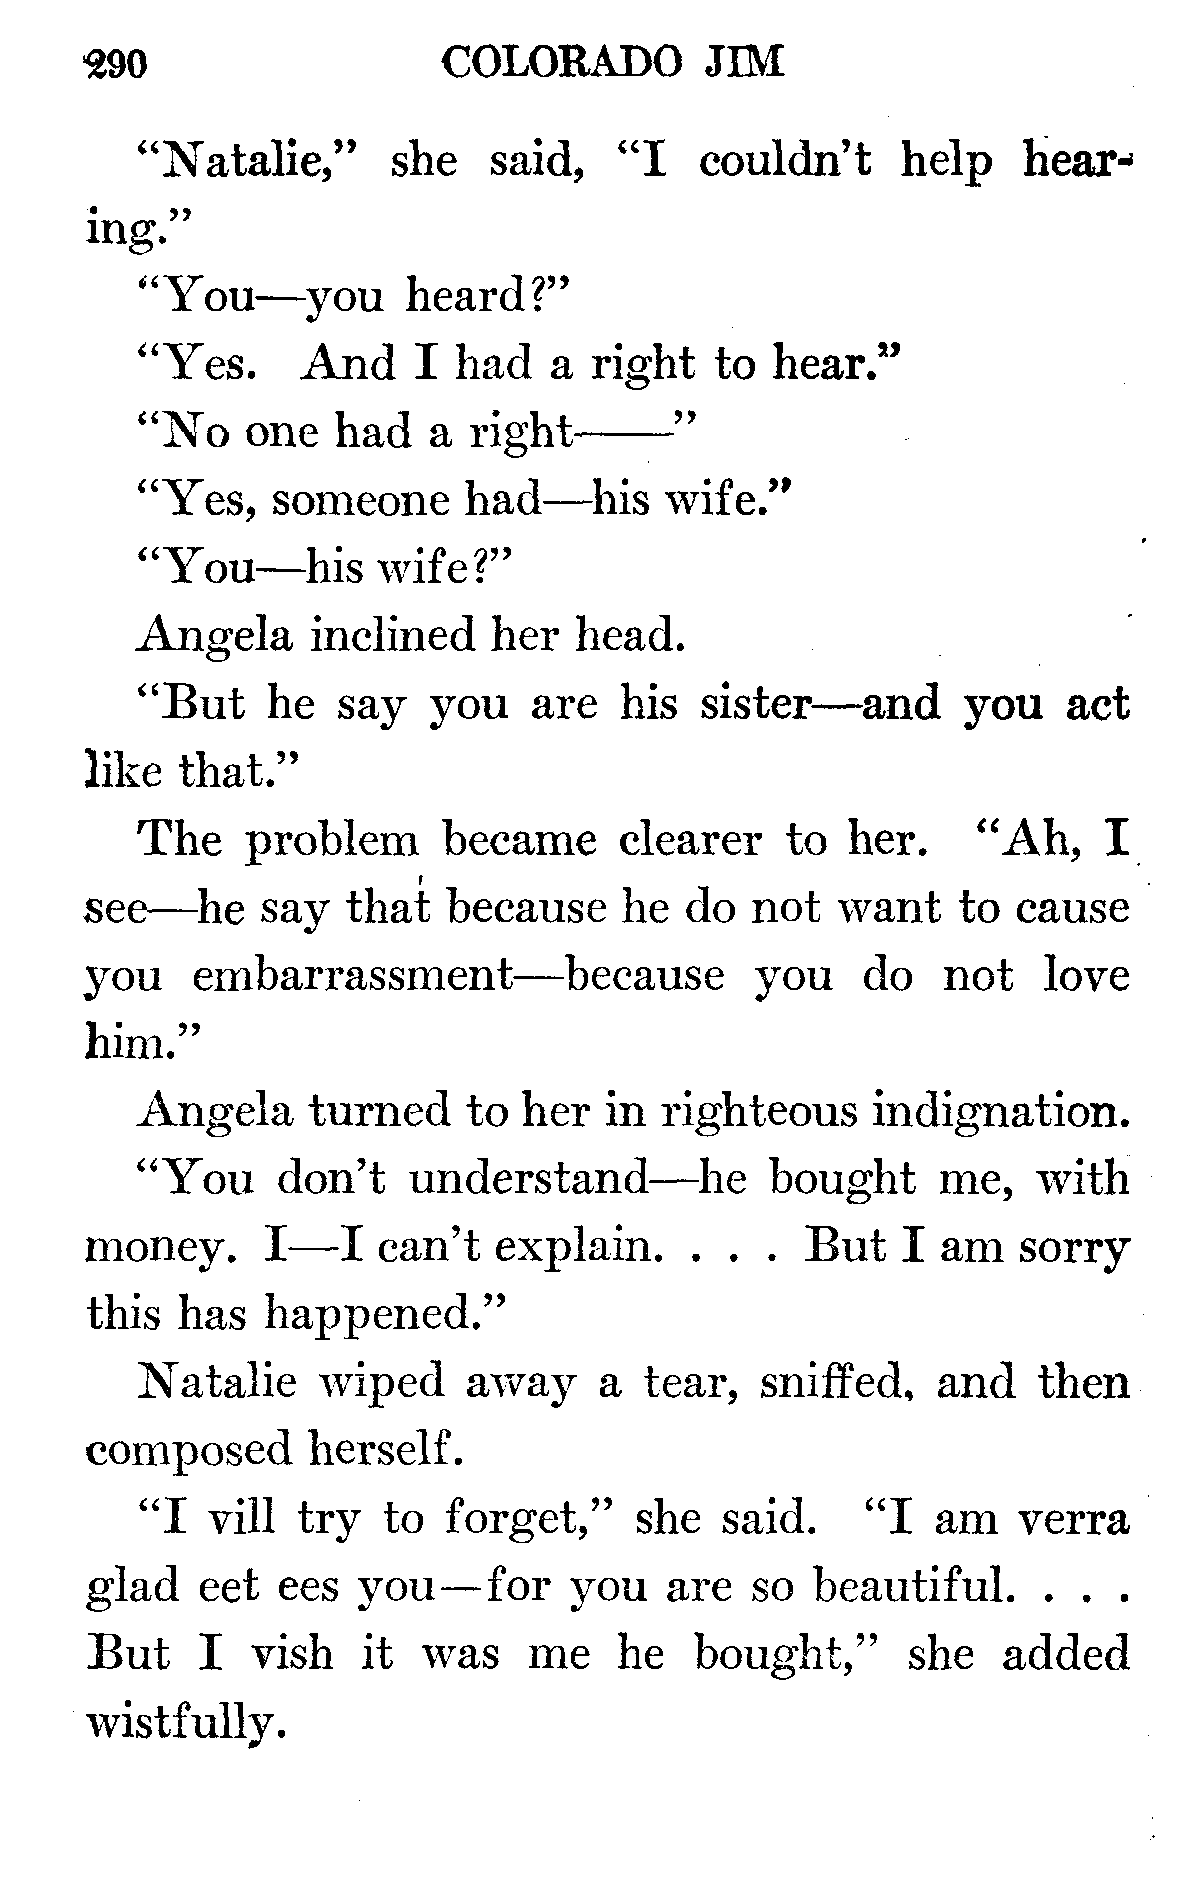 290 COLORADO JIM
“Natalie,” she said, “I couldn’t help hear-
ing.”
“You—you heard?”
“Yes. And I had a right to hear.”
“No one had a right——”
“Yes, someone had—his wife.”
“You—his wife?”
Angela inclined her head.
“But he say you are his sister—and you act
like that.”
The problem became clearer to her. “Ah, I
see—he say that because he do not want to cause
you embarrassment—because you do not love
him.”
Angela turned to her in righteous indignation.
“You don’t understand—he bought me, with
money. I—I can’t explain. . . . But I am sorry
this has happened.”
Natalie wiped away a tear, sniffed, and then
composed herself.
“I vill try to forget,” she said. “I am verra
glad eet ees you—for you are so beautiful. . . .
But I vish it was me he bought,” she added
wistfully.